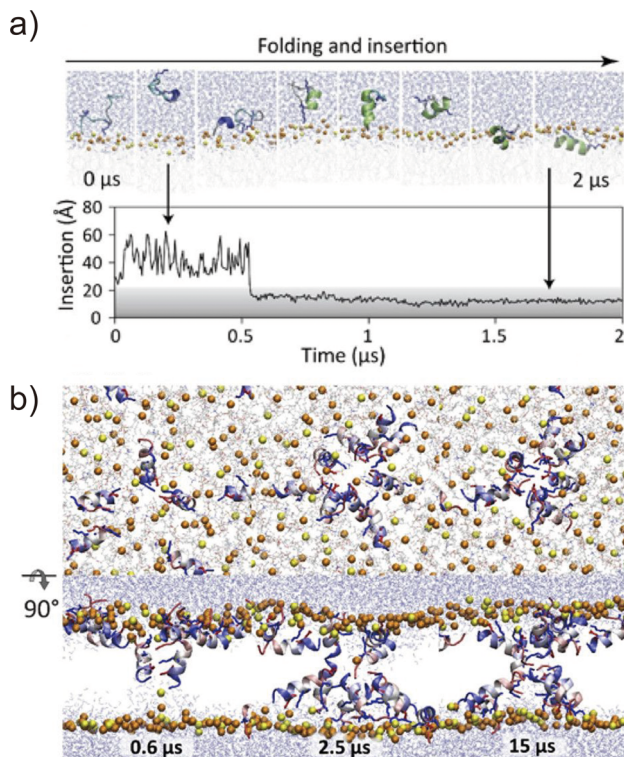 a)
Folding and insertion
0 µs
2 µs
Insertion (Å)
80
60
40
20
0
0
0.5
1
1.5
2
Time (µs)
b)
90°
0.6 µs
2.5 µs
15 µs